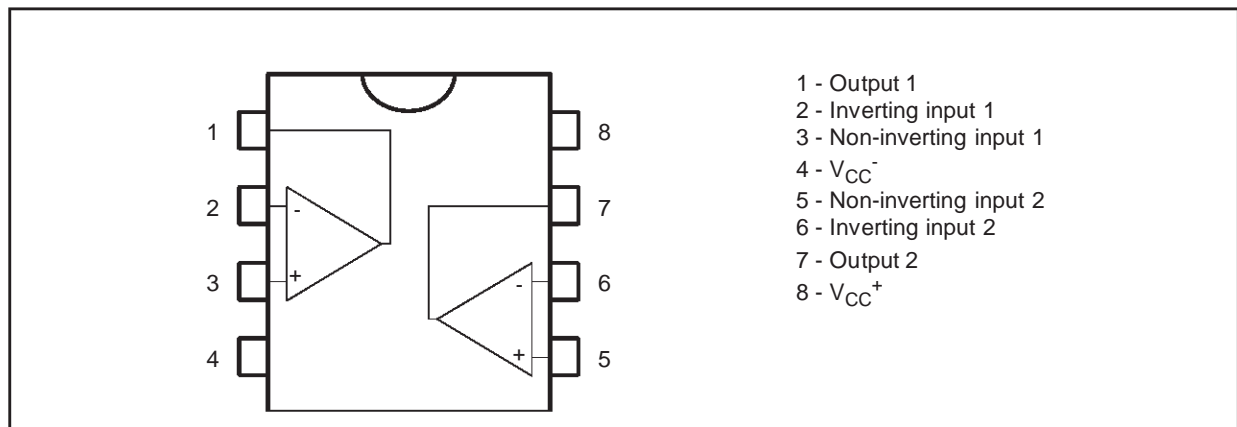 1
2
-
3
+
4
8
7
-
6
+
5
1 - Output 1
2 - Inverting input 1
3 - Non-inverting input 1
4 - VCC-
5 - Non-inverting input 2
6 - Inverting input 2
7 - Output 2
8 - VCC+